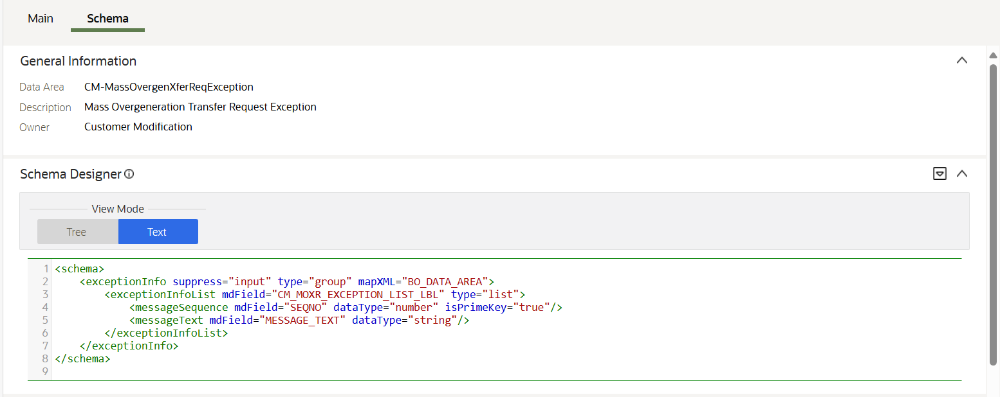 Main Schema
General Information
Data Area CM-MassOvergenXferReqException
Description Mass Overgeneration Transfer Request Exception
Owner Customer Modification
Schema Designer
View Mode
Tree Text
1 <schema>
2     <exceptionInfo suppress="input" type="group" mapXML="BO_DATA_AREA">
3         <exceptionInfoList mdField="CM_MOXR_EXCEPTION_LIST_LBL" type="list">
4             <messageSequence mdField="SEQNO" dataType="number" isPrimeKey="true"/>
5             <messageText mdField="MESSAGE_TEXT" dataType="string"/>
6         </exceptionInfoList>
7     </exceptionInfo>
8 </schema>
9